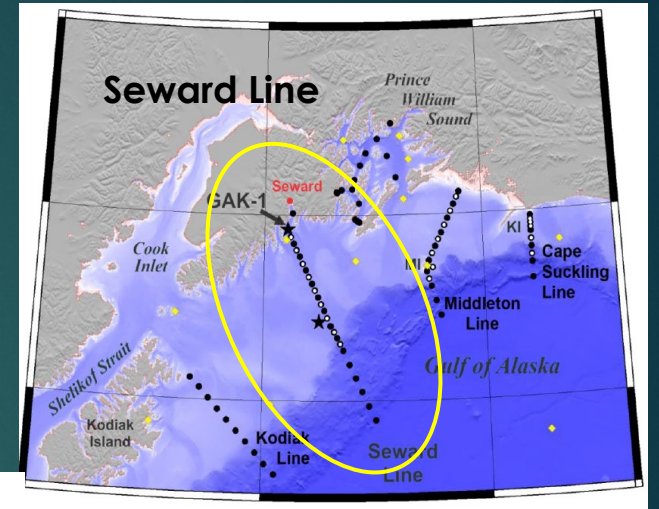 Seward Line
Prince
William
Sound
Seward
GAK-1
KI
Cook
Inlet
MI
Cape
Suckling
Line
Middleton
Line
Gulf of Alaska
Shelikof Strait
Kodiak
Island
Kodiak
Line
Seward
Line